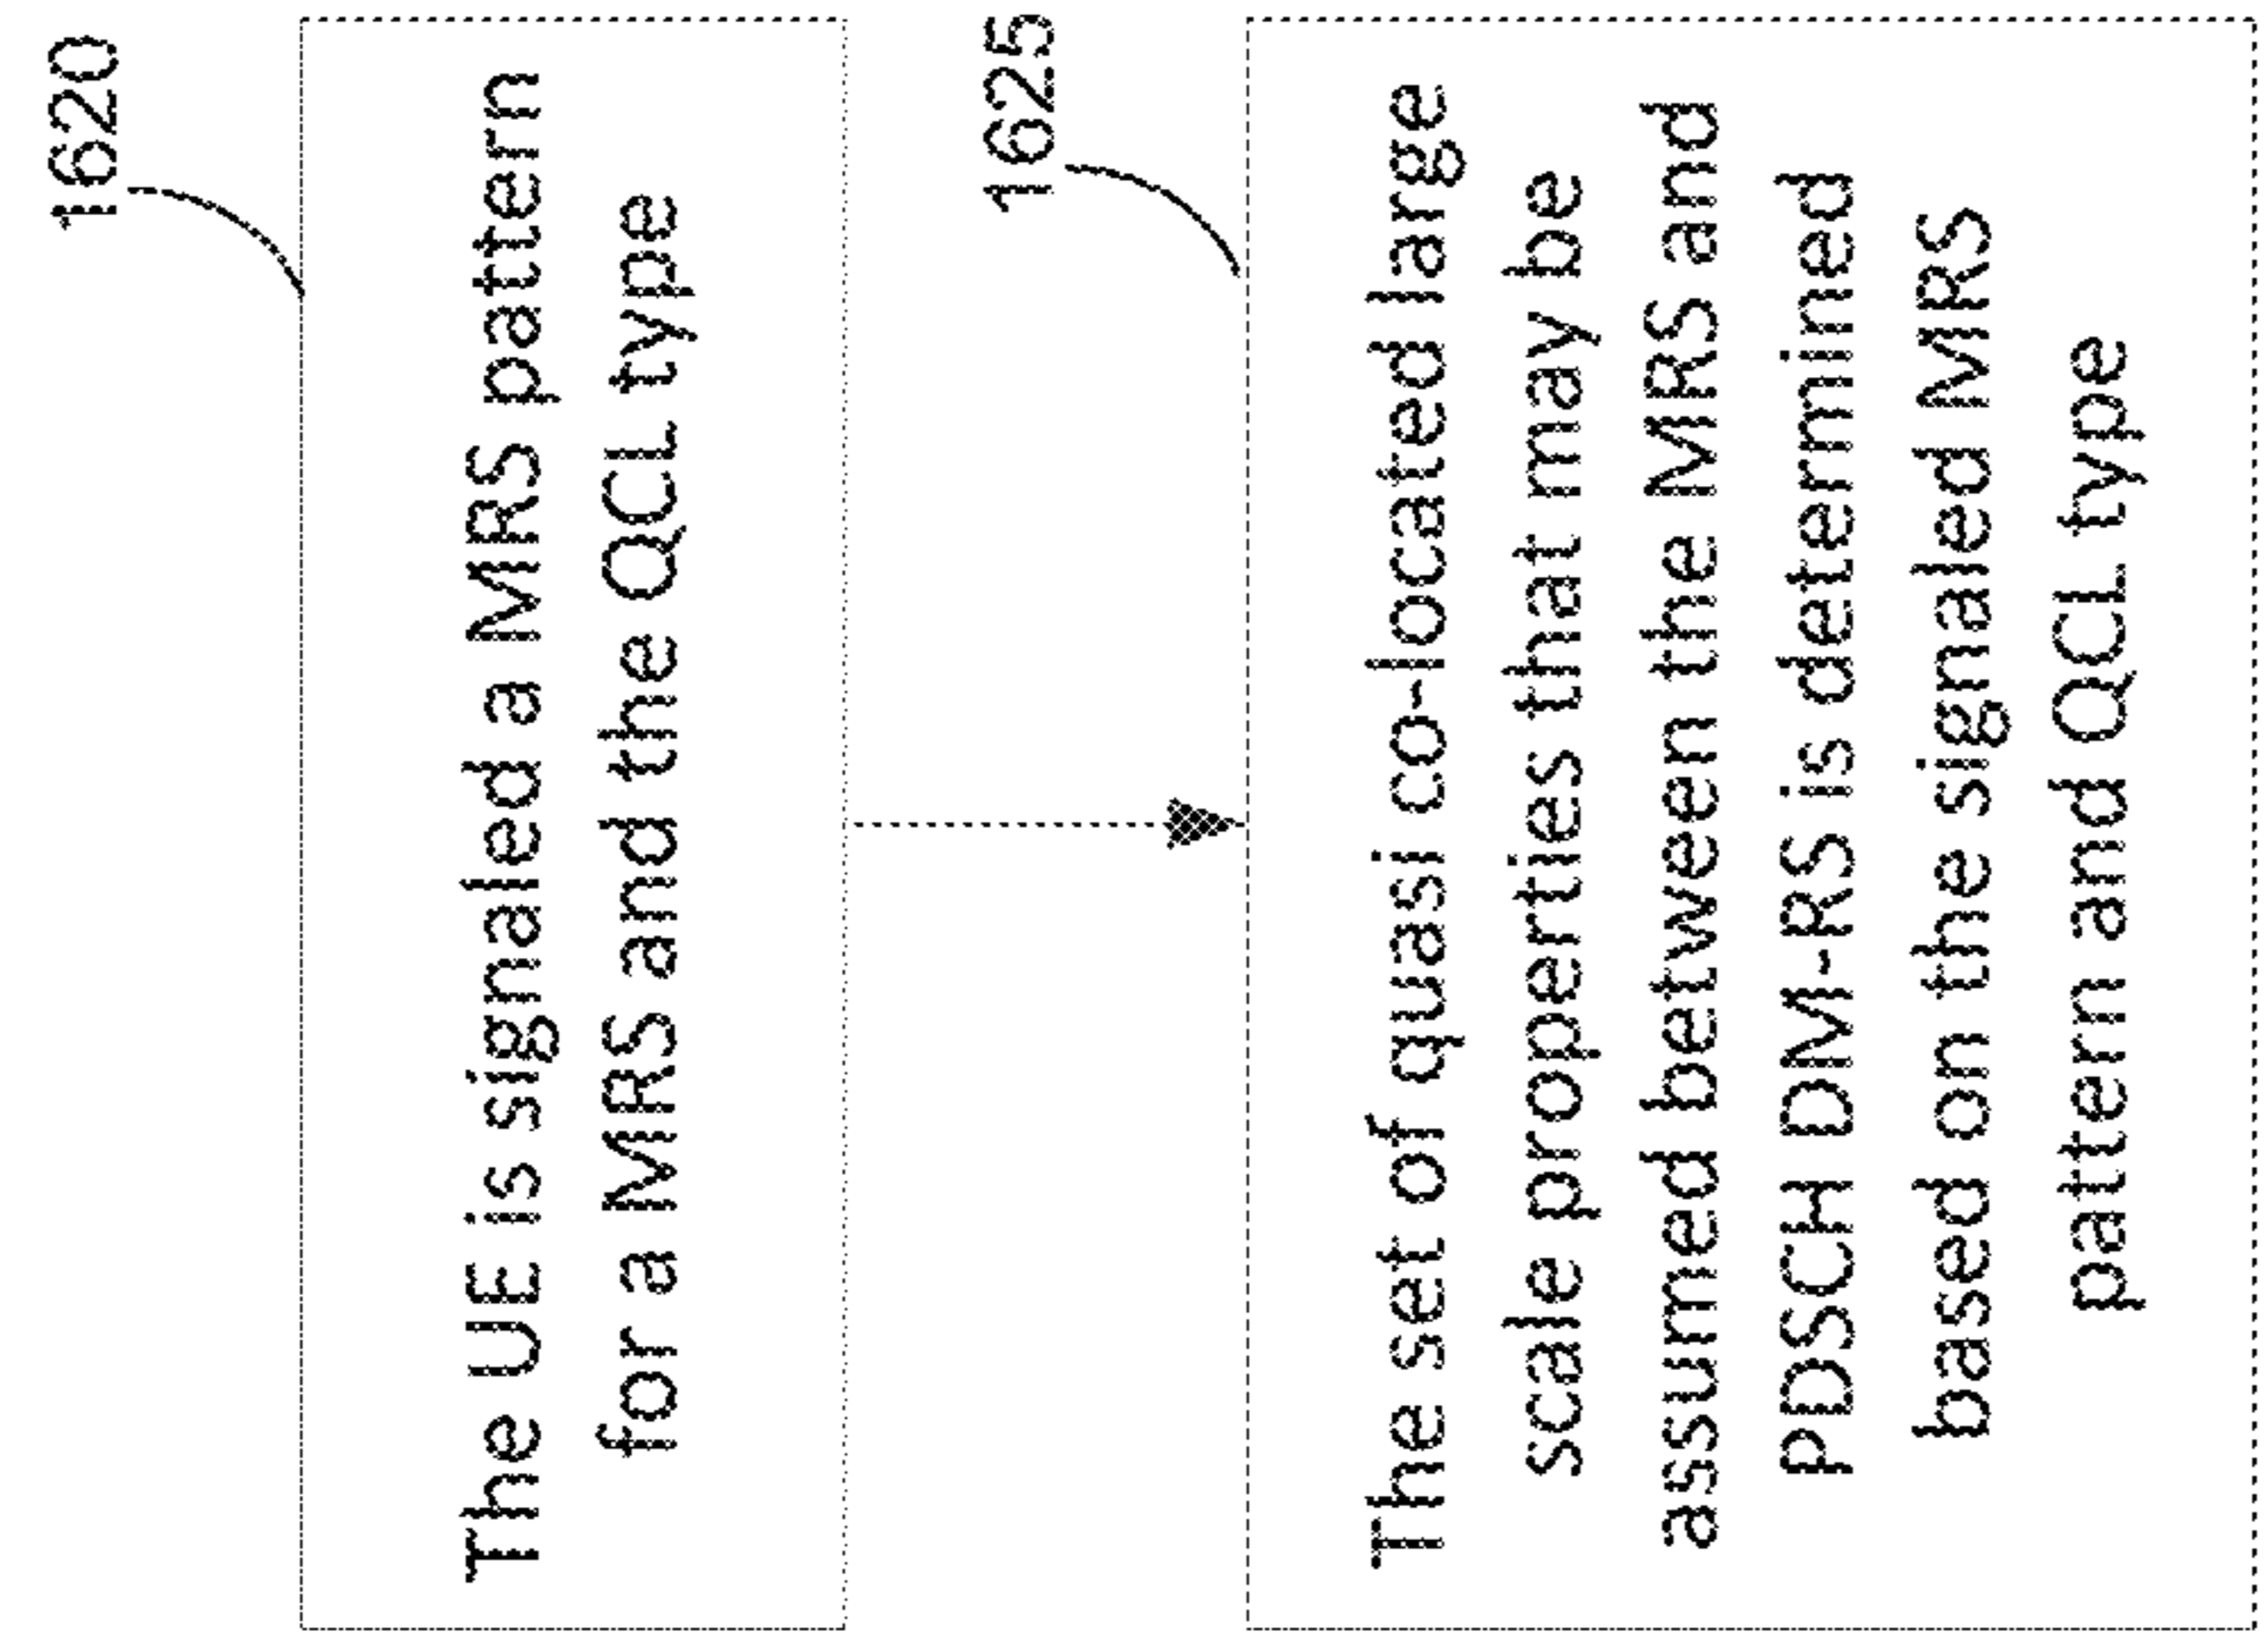 1620
The UE is signaled a MRS pattern
for a MRS and the QCL type
1625
The set of quasi co-located large
scale properties that may be
assumed between the MRS and
PDSCH DM-RS is determined
based on the signaled MRS
pattern and QCL type